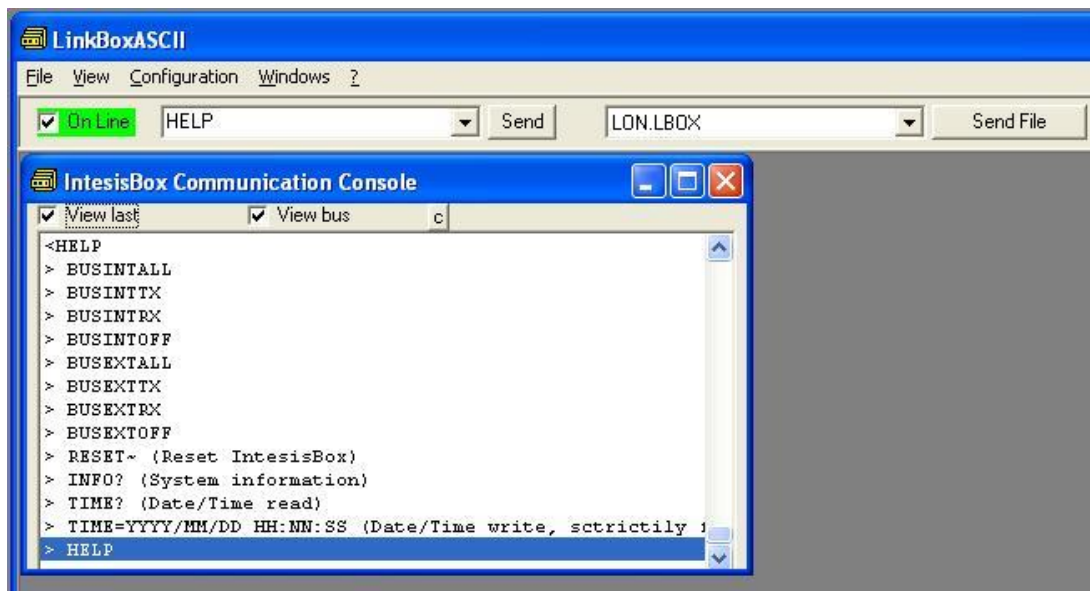 LinkBoxASCII
File View Configuration Windows ?
On Line HELP Send LON.LBOX Send File
IntesisBox Communication Console
View last View bus c
<HELP
> BUSINTALL
> BUSINTTX
> BUSINTRX
> BUSINTOFF
> BUSEXTALL
> BUSEXTTX
> BUSEXTRX
> BUSEXTOFF
> RESET~ (Reset IntesisBox)
> INFO? (System information)
> TIME? (Date/Time read)
> TIME=YYYY/MM/DD HH:NN:SS (Date/Time write, sctrictily
> HELP